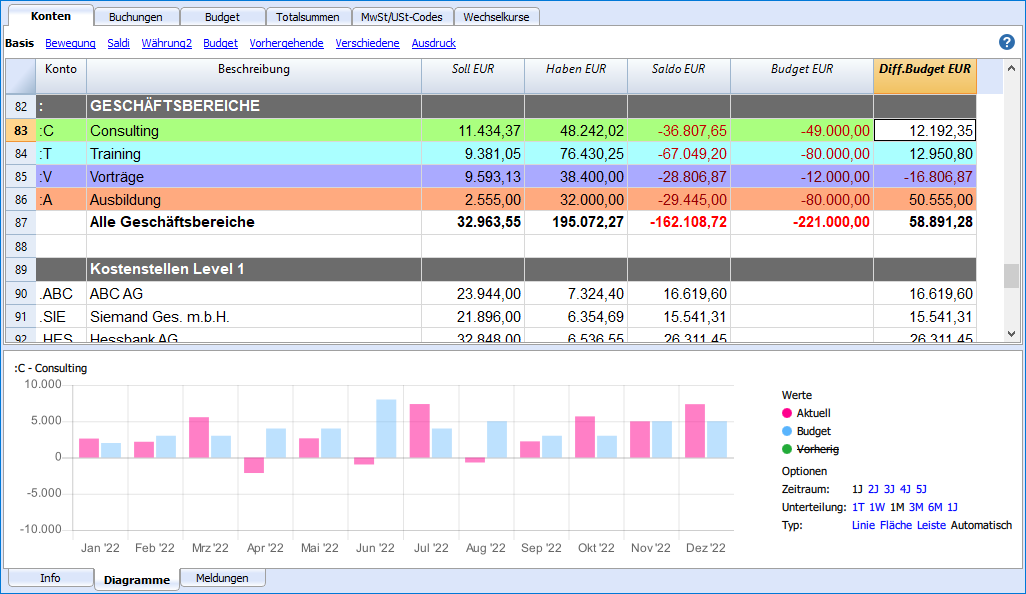 Konten Buchungen Budget Totalsummen MwSt/USt-Codes Wechselkurse
Basis Bewegung Saldi Währung2 Budget Vorhergehende Verschiedene Ausdruck ?
Konto Beschreibung Soll EUR Haben EUR Saldo EUR Budget EUR Diff.Budget EUR
82 : GESCHÄFTSBEREICHE
83 :C Consulting 11.434,37 48.242,02 -36.807,65 -49.000,00 12.192,35
84 :T Training 9.381,05 76.430,25 -67.049,20 -80.000,00 12.950,80
85 :V Vorträge 9.593,13 38.400,00 -28.806,87 -12.000,00 -16.806,87
86 :A Ausbildung 2.555,00 32.000,00 -29.445,00 -80.000,00 50.555,00
87 Alle Geschäftsbereiche 32.963,55 195.072,27 -162.108,72 -221.000,00 58.891,28
88
89 Kostenstellen Level 1
90 .ABC ABC AG 23.944,00 7.324,40 16.619,60 16.619,60
91 .SIE Siemand Ges. m.b.H. 21.896,00 6.354,69 15.541,31 15.541,31
92 .HES Hessbank AG 32.848,00 6.536,55 26.311,45 26.311,45
:C - Consulting
10.000
5.000
0
-5.000
-10.000
Jan '22 Feb '22 Mrz '22 Apr '22 Mai '22 Jun '22 Jul '22 Aug '22 Sep '22 Okt '22 Nov '22 Dez '22
Werte
Aktuell
Budget
Vorherig
Optionen
Zeitraum: 1J 2J 3J 4J 5J
Unterteilung: 1T 1W 1M 3M 6M 1J
Typ: Linie Fläche Leiste Automatisch
Info Diagramme Meldungen